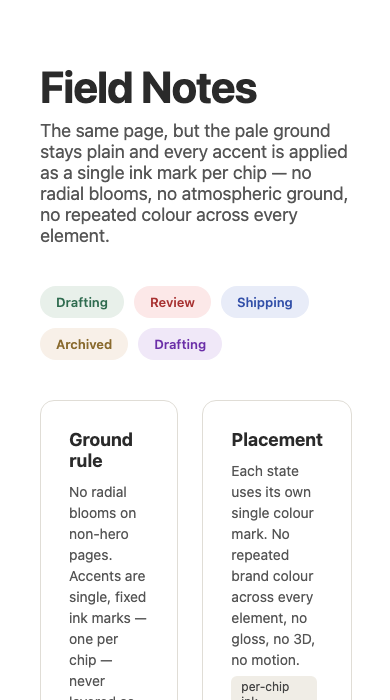 Field Notes
The same page, but the pale ground
stays plain and every accent is applied
as a single ink mark per chip — no
radial blooms, no atmospheric ground,
no repeated colour across every
element.
Drafting
Review
Shipping
Archived
Drafting
Ground
rule
No radial
blooms on
non-hero
pages.
Accents are
single, fixed
ink marks —
one per
chip —
never
layered as
Placement
Each state
uses its own
single colour
mark. No
repeated
brand colour
across every
element, no
gloss, no 3D,
no motion.
per-chip
ink